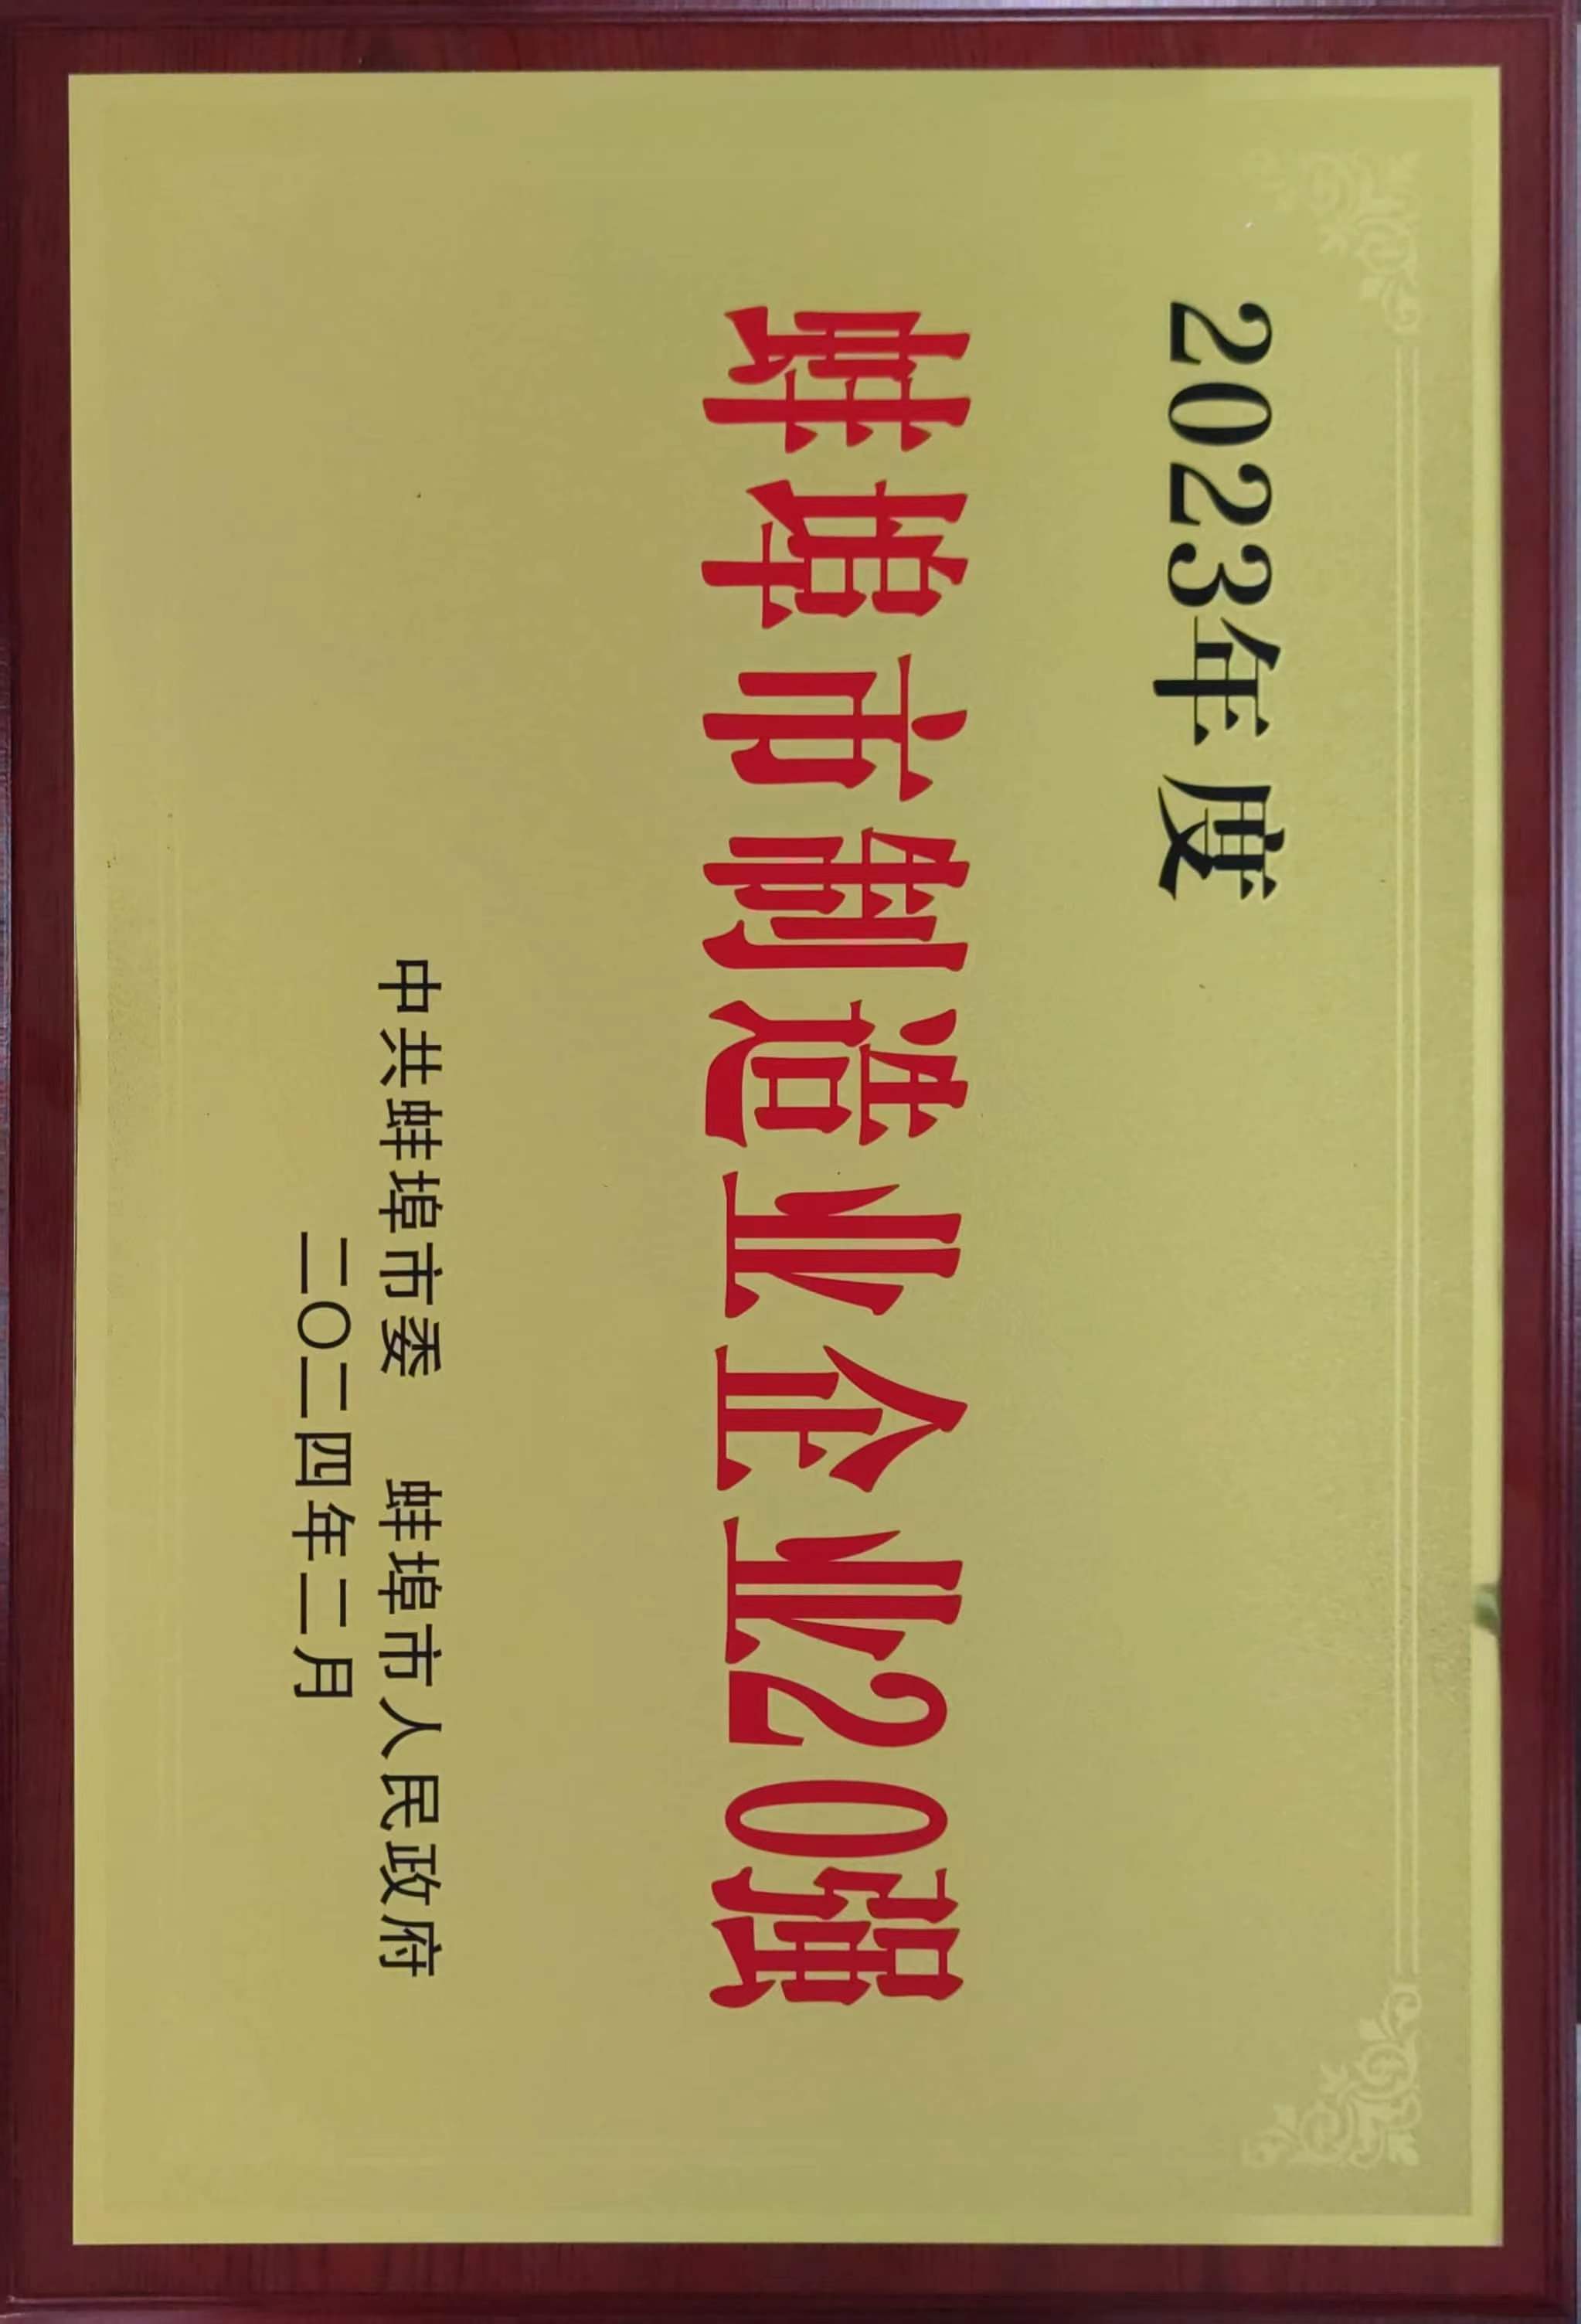 2023年度
蚌埠市制造业企业20强
中共蚌埠市委 蚌埠市人民政府
二〇二四年二月